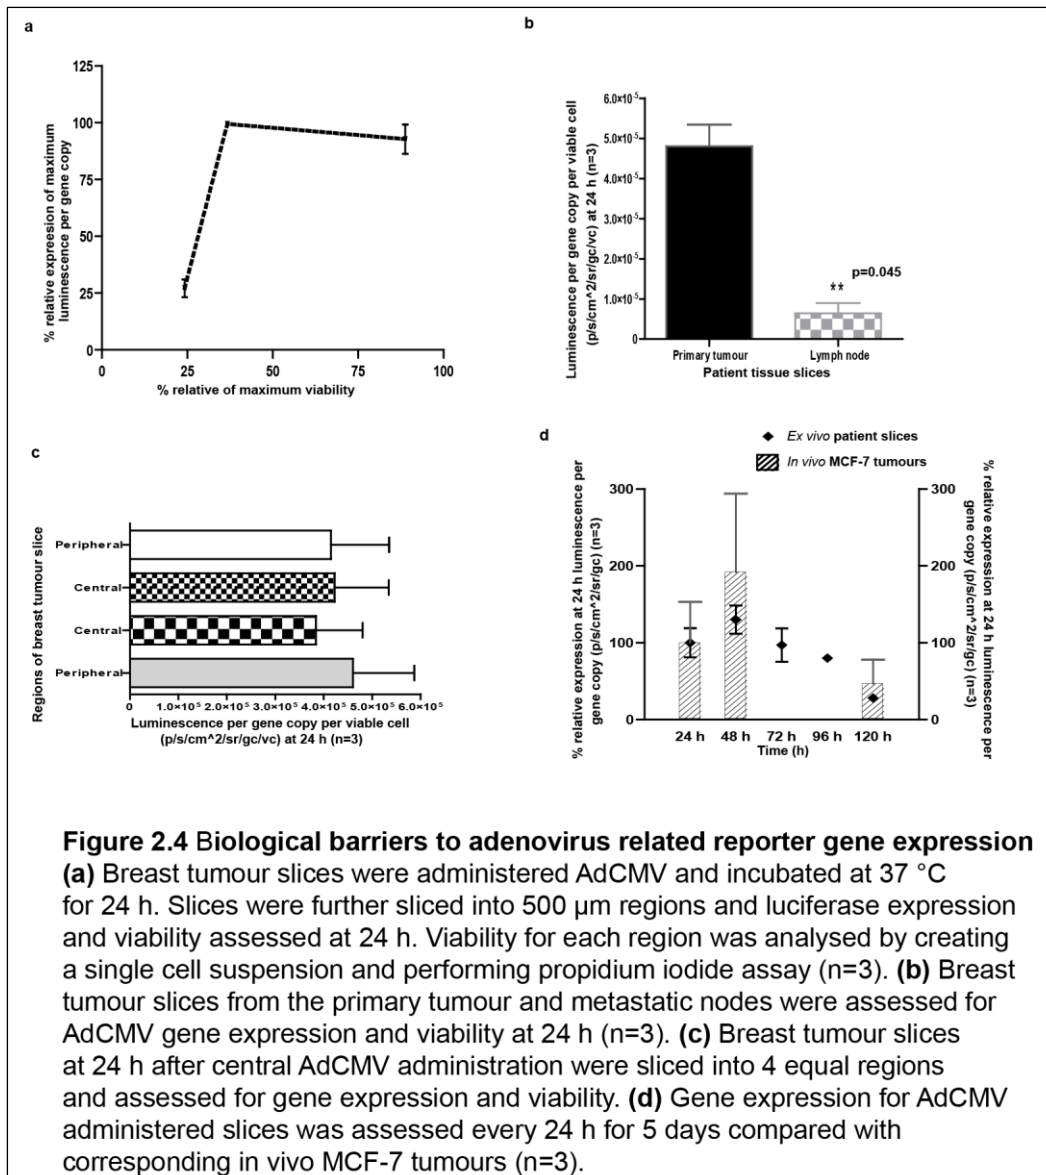 a
125
100
75
50
25
0
% relative expreesion of maximum
luminescence per gene copy
0 25 50 75 100
% relative of maximum viability
b
6.0×10-5
5.0×10-5
4.0×10-5
3.0×10-5
2.0×10-5
1.0×10-5
0
Luminescence per gene copy per viable cell
(p/s/cm^2/sr/gc/vc) at 24 h (n=3)
p=0.045
**
Primary tumour Lymph node
Patient tissue slices
c
Regions of breast tumour slice
Peripheral
Central
Central
Peripheral
0 1.0×10⁵ 2.0×10⁵ 3.0×10⁵ 4.0×10⁵ 5.0×10⁵ 6.0×10⁵
Luminescence per gene copy per viable cell
(p/s/cm^2/sr/gc/vc) at 24 h (n=3)
d
Ex vivo patient slices
In vivo MCF-7 tumours
% relative expression at 24 h luminescence per
gene copy (p/s/cm^2/sr/gc) (n=3)
300
200
100
0
24 h 48 h 72 h 96 h 120 h
Time (h)
300
200
100
0
% relative expression at 24 h luminescence per
gene copy (p/s/cm^2/sr/gc) (n=3)
Figure 2.4 Biological barriers to adenovirus related reporter gene expression
(a) Breast tumour slices were administered AdCMV and incubated at 37 °C
for 24 h. Slices were further sliced into 500 µm regions and luciferase expression
and viability assessed at 24 h. Viability for each region was analysed by creating
a single cell suspension and performing propidium iodide assay (n=3). (b) Breast
tumour slices from the primary tumour and metastatic nodes were assessed for
AdCMV gene expression and viability at 24 h (n=3). (c) Breast tumour slices
at 24 h after central AdCMV administration were sliced into 4 equal regions
and assessed for gene expression and viability. (d) Gene expression for AdCMV
administered slices was assessed every 24 h for 5 days compared with
corresponding in vivo MCF-7 tumours (n=3).